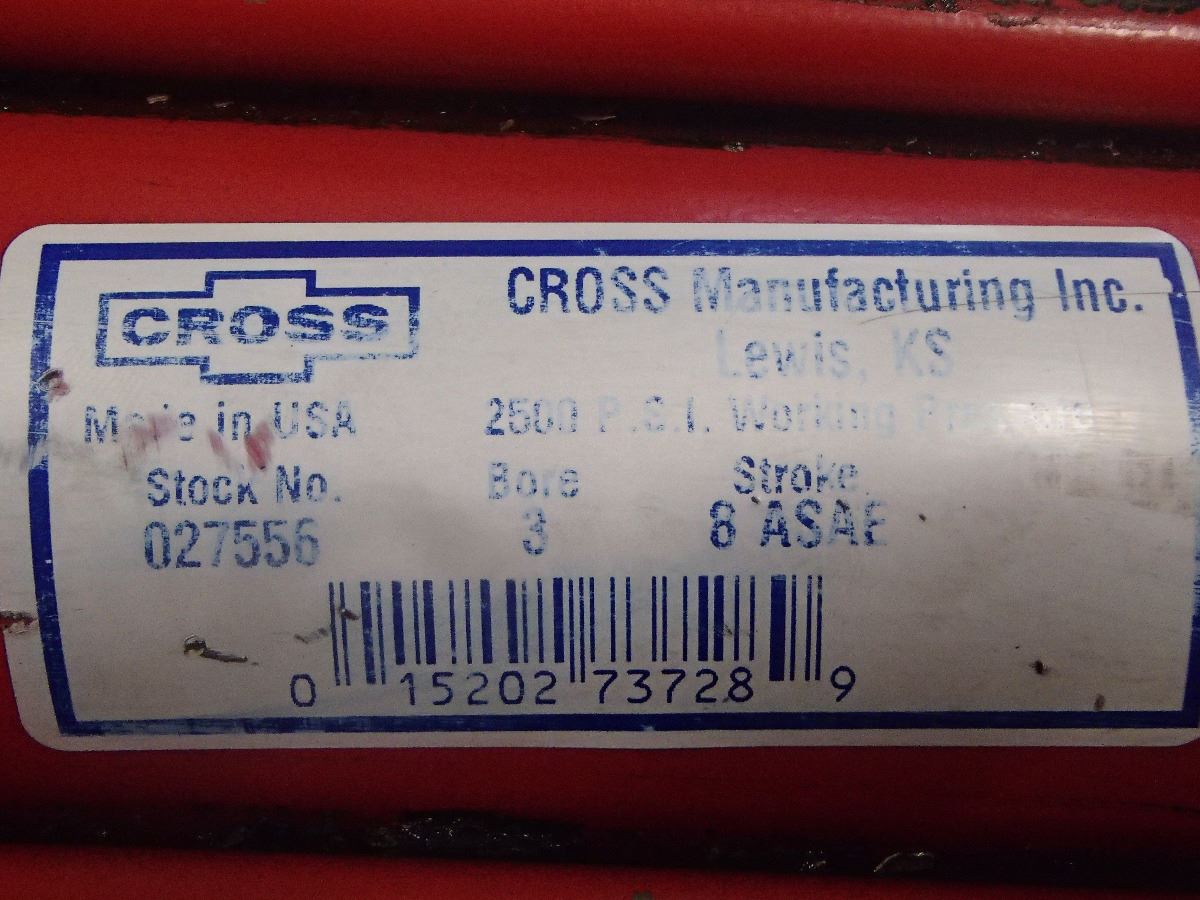 CROSS
CROSS Manufacturing Inc.
Lewis, KS
Made in USA
2500 P.S.I. Working Pressure
Stock No. Bore Stroke
027556 3 8 ASAE
0 15202 73728 9